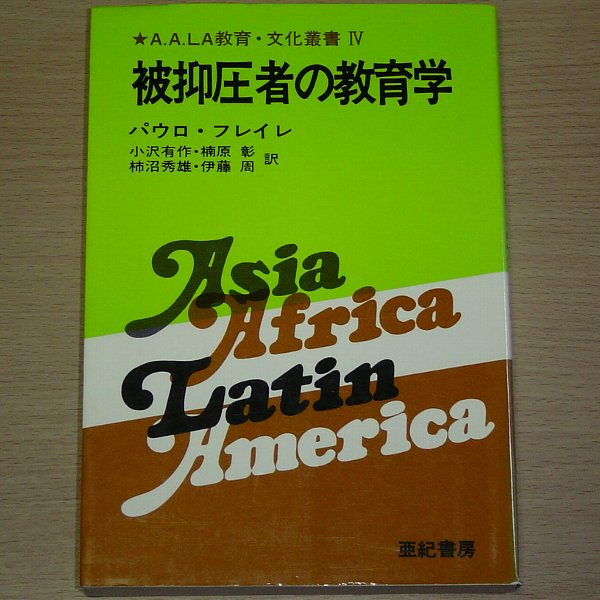 ★A.A.LA教育・文化叢書 Ⅳ
被抑圧者の教育学
パウロ・フレイレ
小沢有作・楠原 彰
柿沼秀雄・伊藤 周 訳
Asia
Africa
Latin
America
亜紀書房